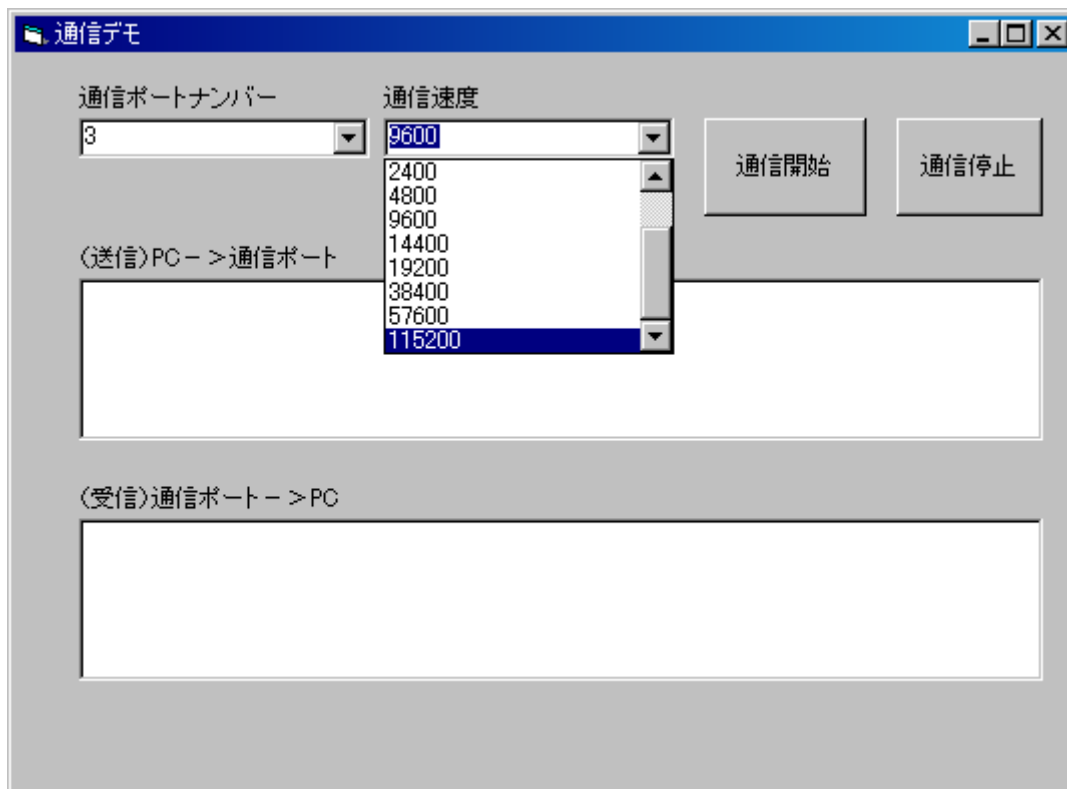 通信デモ
通信ポートナンバー
通信速度
3
9600
通信開始
通信停止
2400
4800
9600
14400
19200
38400
57600
115200
(送信)PC－＞通信ポート
(受信)通信ポート－＞PC